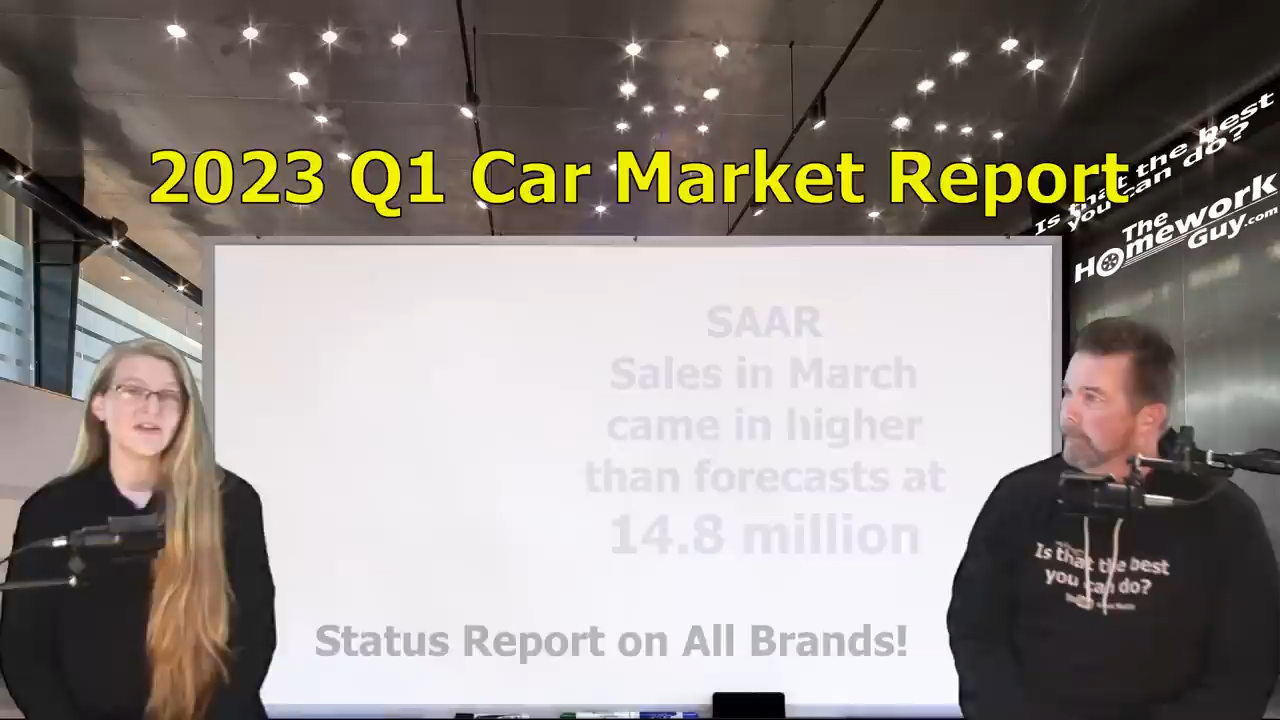 2023 Q1 Car Market Report
Is that the best
you can do?
The
Homework
Guy.com
SAAR
Sales in March
came in higher
than forecasts at
14.8 million
Is that the best
you can do?
Status Report on All Brands!